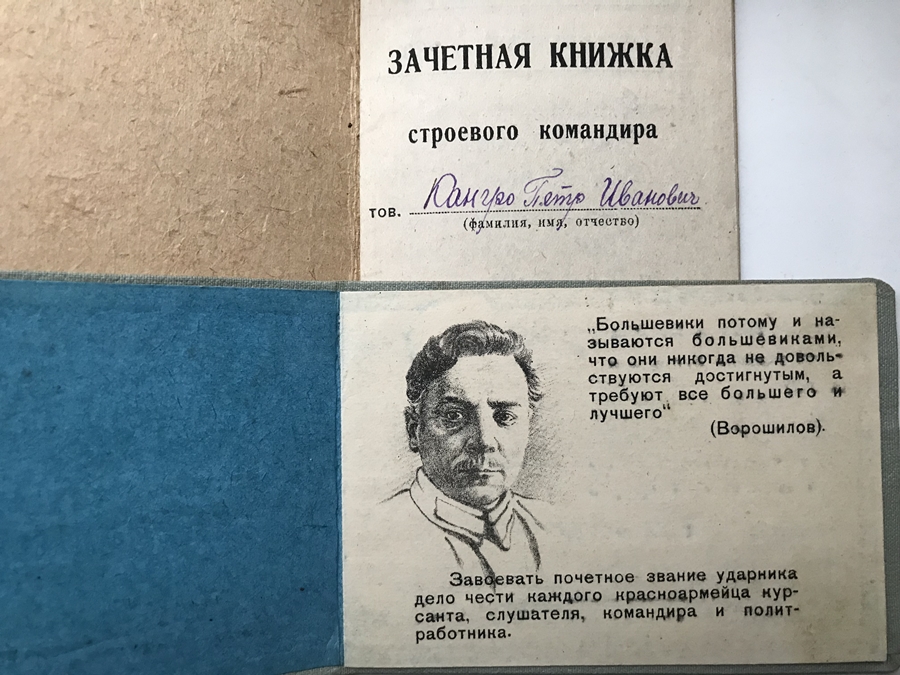 ЗАЧЕТНАЯ КНИЖКА
строевого командира
тов. Кангро Пётр Иванович
(фамилия, имя, отчество)
„Большевики потому и на-
зываются большевиками,
что они никогда не доволь-
ствуются достигнутым, а
требуют все большего и
лучшего“
(Ворошилов).
Завоевать почетное звание ударника
дело чести каждого красноармейца кур-
санта, слушателя, командира и полит-
работника.